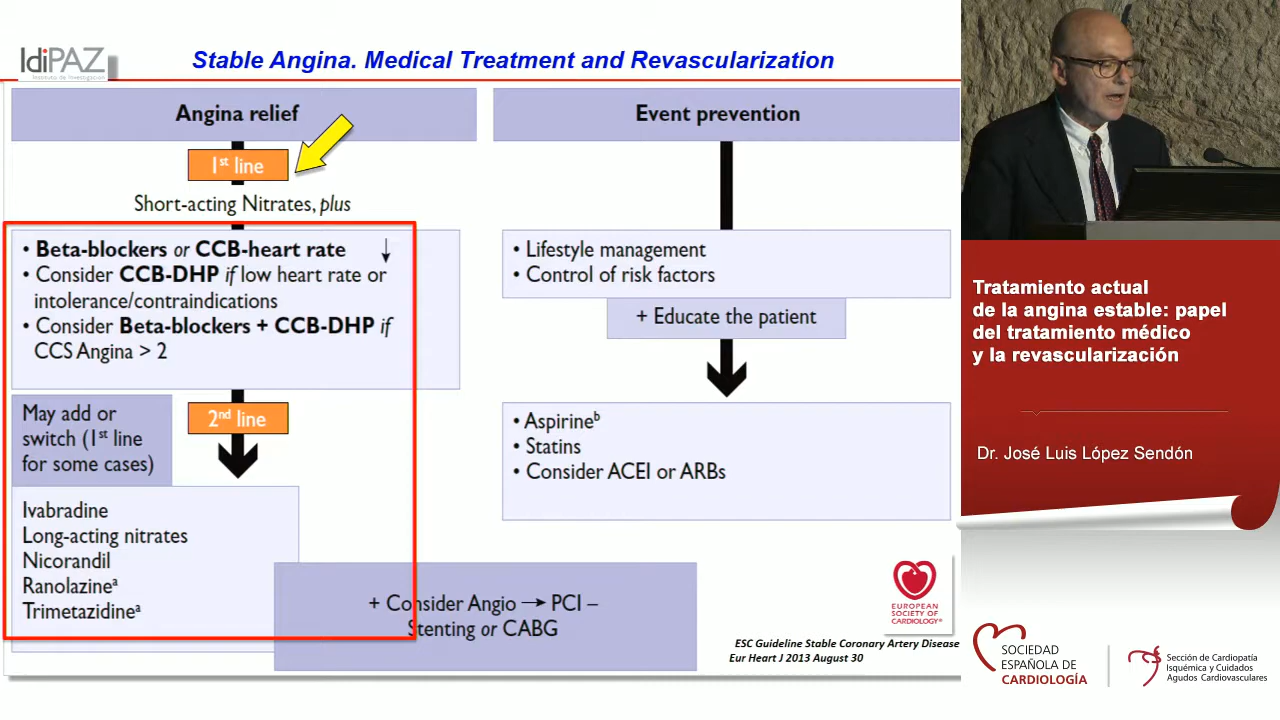 IdiPAZ
Instituto de Investigación
Stable Angina. Medical Treatment and Revascularization
Angina relief
1st line
Short-acting Nitrates, plus
• Beta-blockers or CCB-heart rate ↓
• Consider CCB-DHP if low heart rate or
intolerance/contraindications
• Consider Beta-blockers + CCB-DHP if
CCS Angina > 2
May add or
switch (1st line
for some cases)
2nd line
Ivabradine
Long-acting nitrates
Nicorandil
Ranolazineª
Trimetazidineª
+ Consider Angio → PCI –
Stenting or CABG
Event prevention
• Lifestyle management
• Control of risk factors
+ Educate the patient
• Aspirineᵇ
• Statins
• Consider ACEI or ARBs
EUROPEAN
SOCIETY OF
CARDIOLOGY®
ESC Guideline Stable Coronary Artery Disease
Eur Heart J 2013 August 30
Tratamiento actual
de la angina estable: papel
del tratamiento médico
y la revascularización
Dr. José Luis López Sendón
SOCIEDAD
ESPAÑOLA DE
CARDIOLOGÍA
Sección de Cardiopatía
Isquémica y Cuidados
Agudos Cardiovasculares